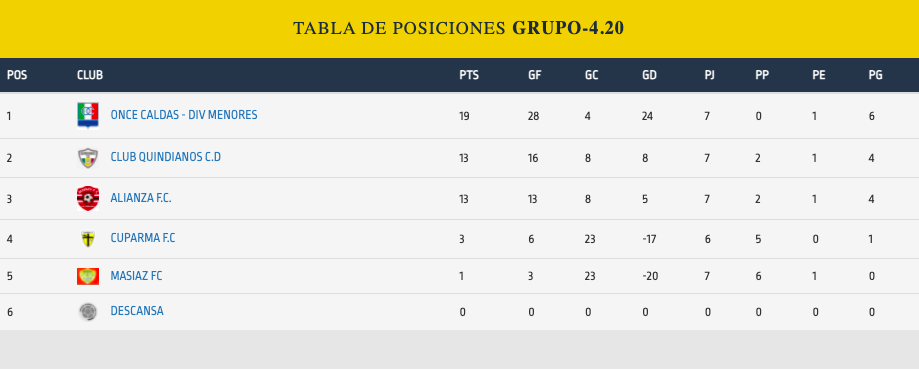 TABLA DE POSICIONES GRUPO-4.20
POS CLUB PTS GF GC GD PJ PP PE PG
1 ONCE CALDAS - DIV MENORES 19 28 4 24 7 0 1 6
2 CLUB QUINDIANOS C.D 13 16 8 8 7 2 1 4
3 ALIANZA F.C. 13 13 8 5 7 2 1 4
4 CUPARMA F.C 3 6 23 -17 6 5 0 1
5 MASIAZ FC 1 3 23 -20 7 6 1 0
6 DESCANSA 0 0 0 0 0 0 0 0